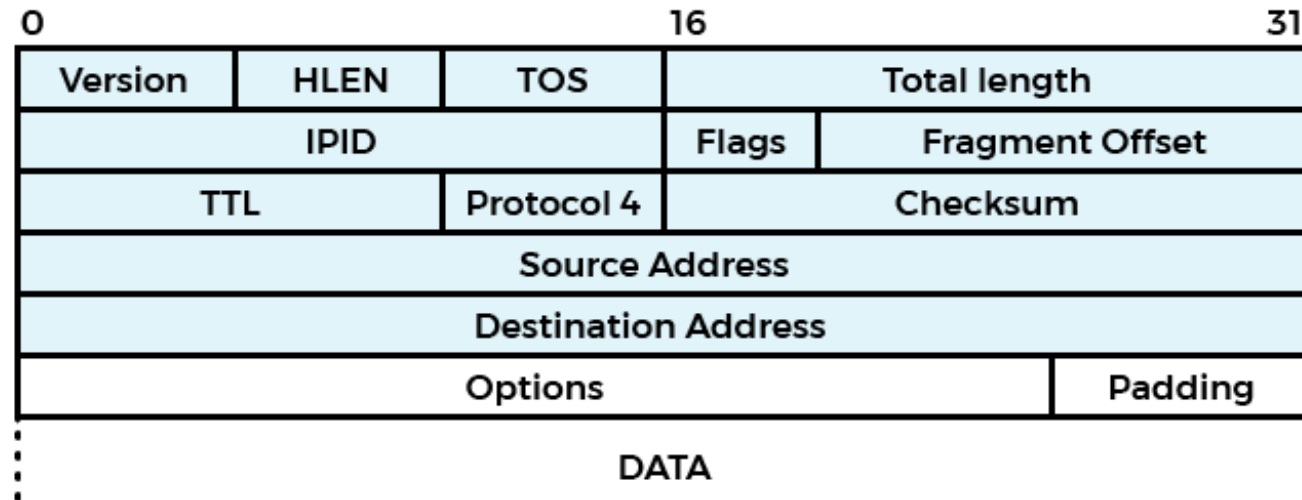 0 16 31
Version HLEN TOS Total length
IPID Flags Fragment Offset
TTL Protocol 4 Checksum
Source Address
Destination Address
Options Padding
DATA